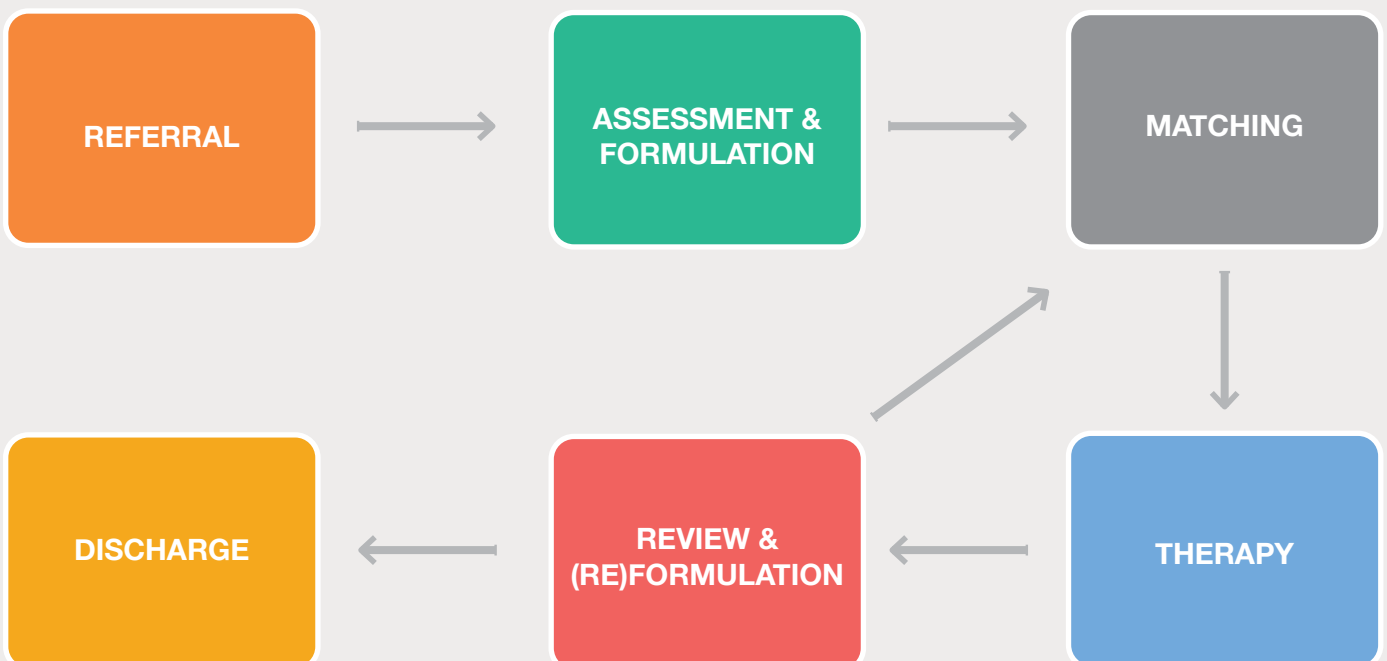 REFERRAL
ASSESSMENT &
FORMULATION
MATCHING
DISCHARGE
REVIEW &
(RE)FORMULATION
THERAPY